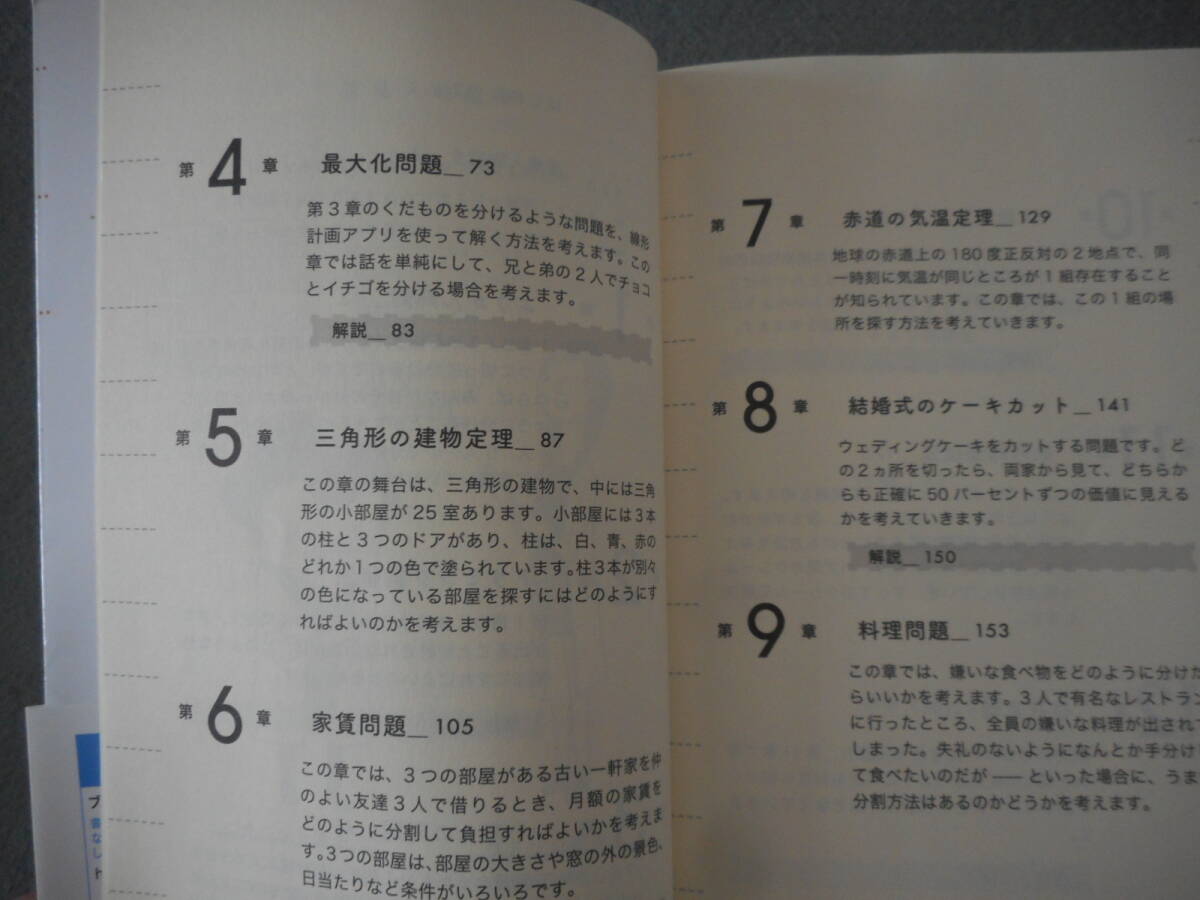 第4章 最大化問題__73
第3章のくだものを分けるような問題を、線形
計画アプリを使って解く方法を考えます。この
章では話を単純にして、兄と弟の2人でチョコ
とイチゴを分ける場合を考えます。
解説__83
第5章 三角形の建物定理__87
この章の舞台は、三角形の建物で、中には三角
形の小部屋が25室あります。小部屋には3本
の柱と3つのドアがあり、柱は、白、青、赤の
どれか1つの色で塗られています。柱3本が別々
の色になっている部屋を探すにはどのようにす
ればよいのかを考えます。
第6章 家賃問題__105
この章では、3つの部屋がある古い一軒家を仲
のよい友達3人で借りるとき、月額の家賃を
どのように分割して負担すればよいかを考えま
す。3つの部屋は、部屋の大きさや窓の外の景色、
日当たりなど条件がいろいろです。
第7章 赤道の気温定理__129
地球の赤道上の180度正反対の2地点で、同
一時刻に気温が同じところが1組存在すること
が知られています。この章では、この1組の場
所を探す方法を考えていきます。
第8章 結婚式のケーキカット__141
ウェディングケーキをカットする問題です。ど
の2ヵ所を切ったら、両家から見て、どちらか
らも正確に50パーセントずつの価値に見える
かを考えていきます。
解説__150
第9章 料理問題__153
この章では、嫌いな食べ物をどのように分けた
らいいかを考えます。3人で有名なレストラン
に行ったところ、全員の嫌いな料理が出されて
しまった。失礼のないようになんとか手分けし
て食べたいのだが——といった場合に、うま
分割方法はあるのかどうかを考えます。